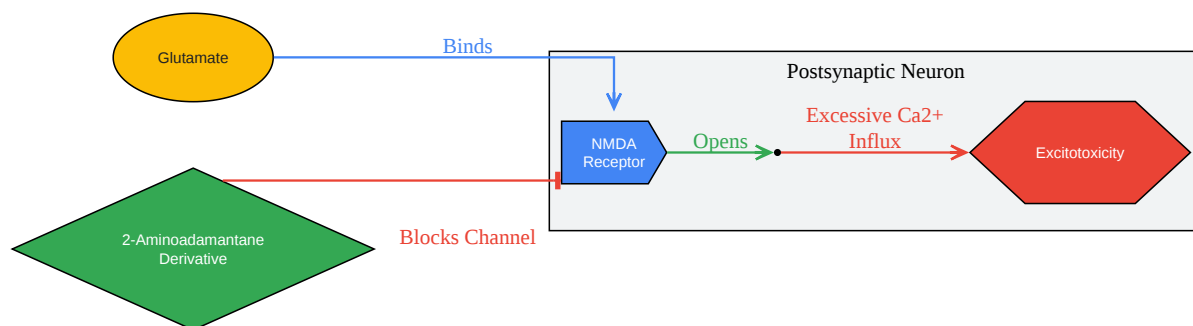 Glutamate
Binds
Postsynaptic Neuron
NMDA
Receptor
Opens
Excessive Ca2+
Influx
Excitotoxicity
2-Aminoadamantane
Derivative
Blocks Channel